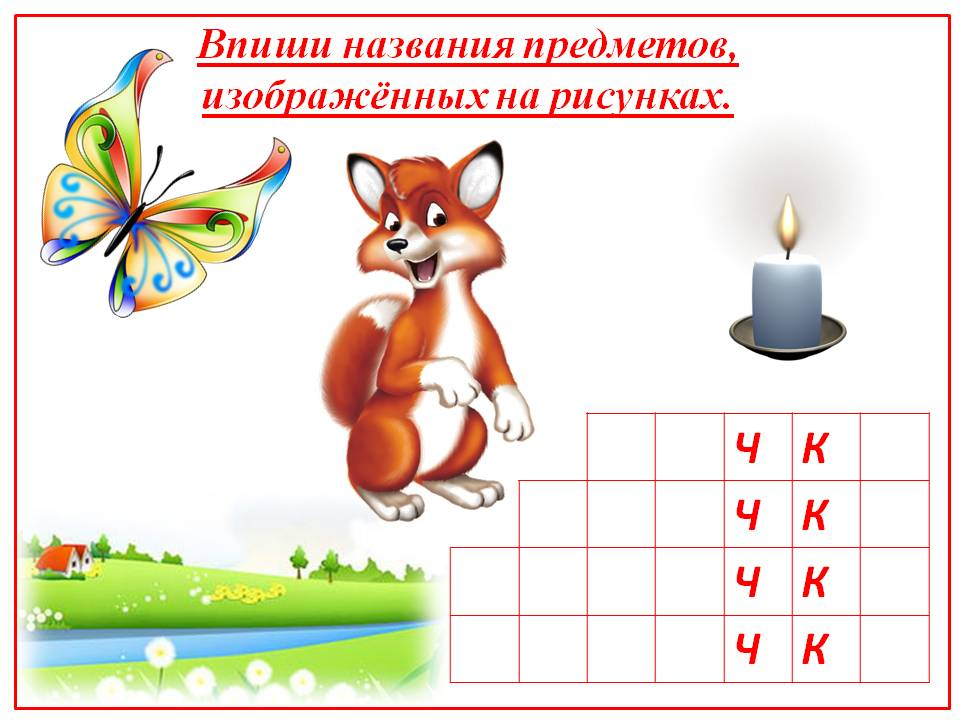 Впиши названия предметов,
изображённых на рисунках.
Ч К
Ч К
Ч К
Ч К